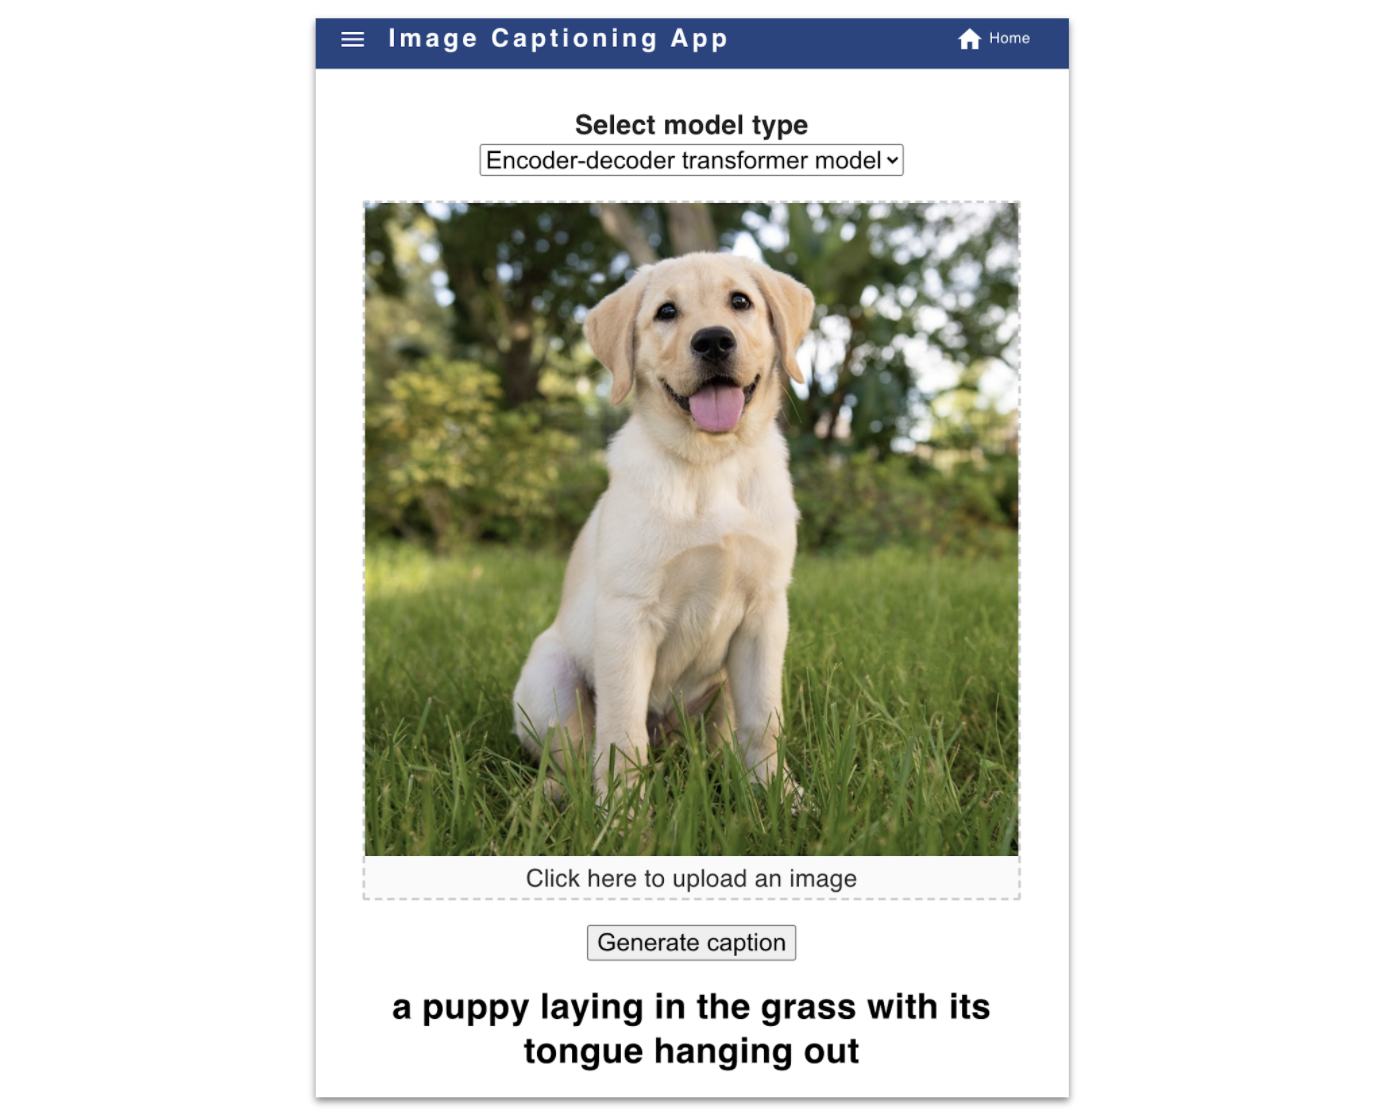 Image Captioning App
Home
Select model type
Encoder-decoder transformer model
Click here to upload an image
Generate caption
a puppy laying in the grass with its
tongue hanging out